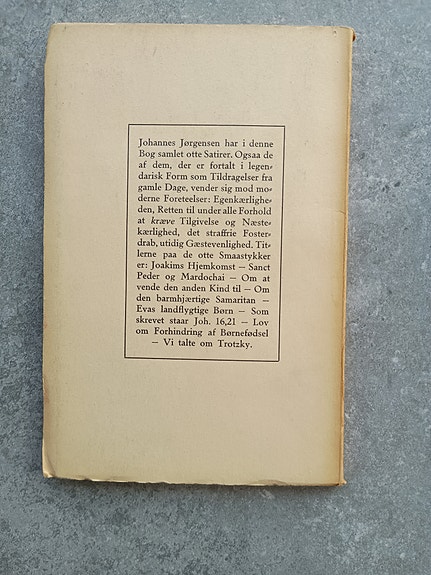 Johannes Jørgensen har i denne
Bog samlet otte Satirer. Ogsaa de
af dem, der er fortalt i legen-
darisk Form som Tildragelser fra
gamle Dage, vender sig mod mo-
derne Foreteelser: Egenkærlighe-
den, Retten til under alle Forhold
at kræve Tilgivelse og Næste-
kærlighed, det straffrie Foster-
drab, utidig Gæstevenlighed. Tit-
lerne paa de otte Smaastykker
er: Joakims Hjemkomst — Sanct
Peder og Mardochai — Om at
vende den anden Kind til — Om
den barmhjærtige Samaritan —
Evas landflygtige Børn — Som
skrevet staar Joh. 16,21 — Lov
om Forhindring af Børnefødsel
— Vi talte om Trotzky.